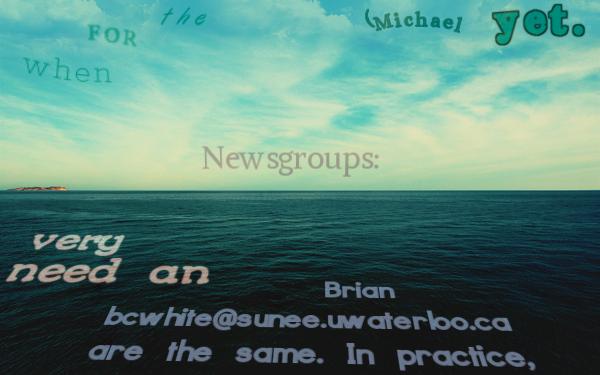 the
FOR
when
(Michael
yet.
Newsgroups:
very
need an
Brian
bcwhite@sunee.uwaterloo.ca
are the same. In practice,